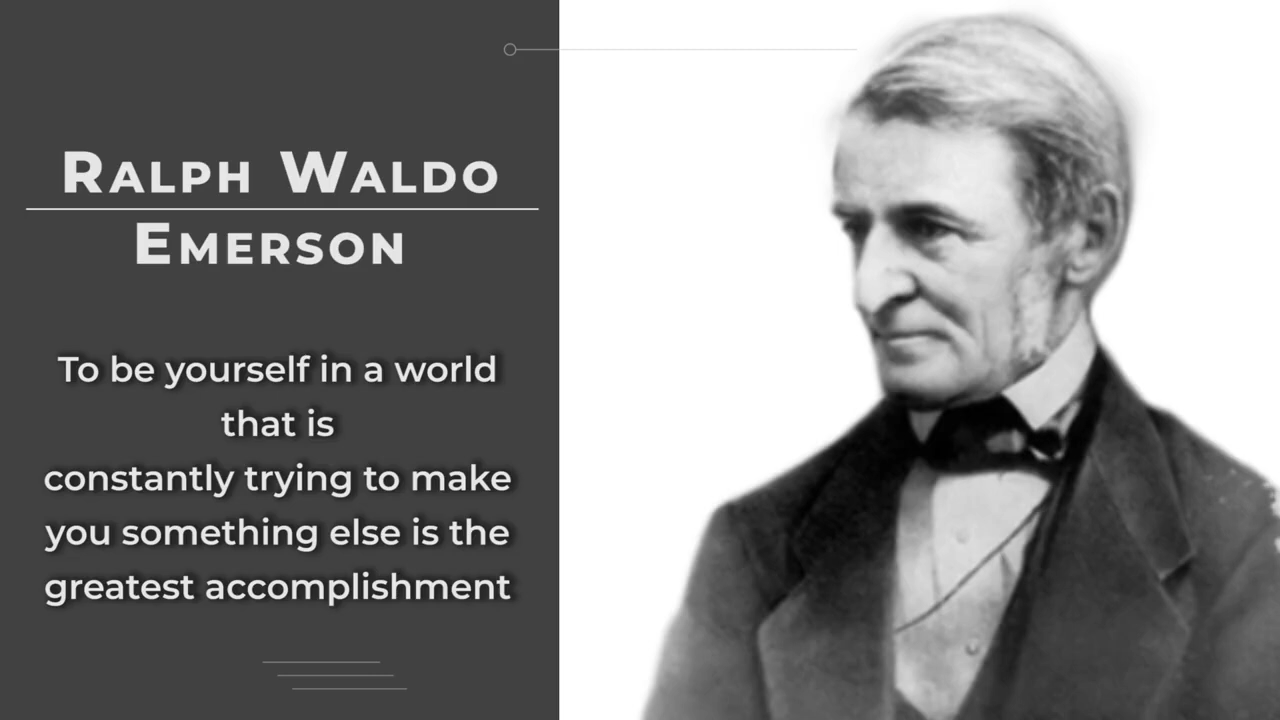 Ralph Waldo
Emerson
To be yourself in a world
that is
constantly trying to make
you something else is the
greatest accomplishment